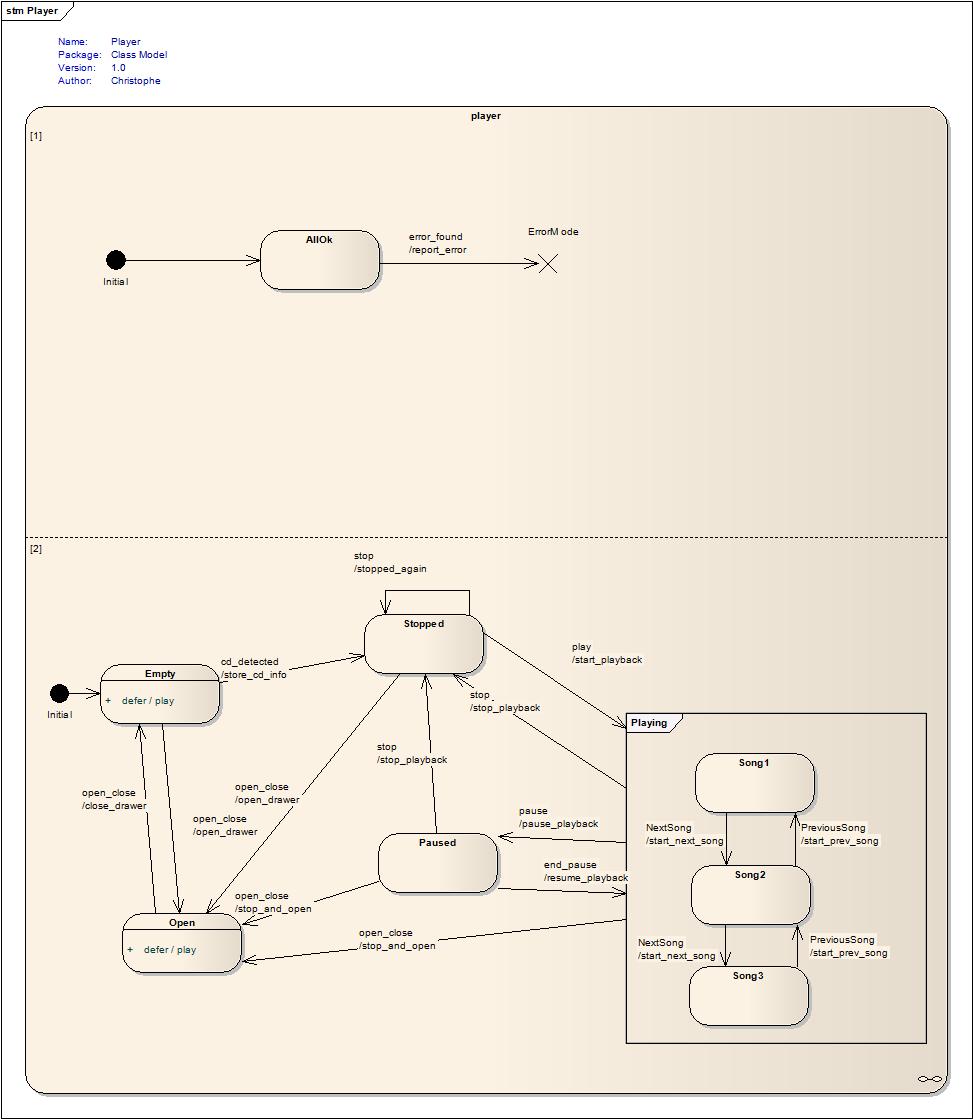 stm Player
Name: Player
Package: Class Model
Version: 1.0
Author: Christophe
player
[1]
AllOk
error_found
/report_error
ErrorM ode
Initial
[2]
stop
/stopped_again
Stopped
play
/start_playback
cd_detected
/store_cd_info
Empty
+ defer / play
Initial
stop
/stop_playback
Playing
stop
/stop_playback
Song1
open_close
/close_drawer
open_close
/open_drawer
open_close
/open_drawer
pause
/pause_playback
NextSong
/start_next_song
PreviousSong
/start_prev_song
Paused
end_pause
/resume_playback
Song2
open_close
/stop_and_open
Open
+ defer / play
open_close
/stop_and_open
NextSong
/start_next_song
PreviousSong
/start_prev_song
Song3